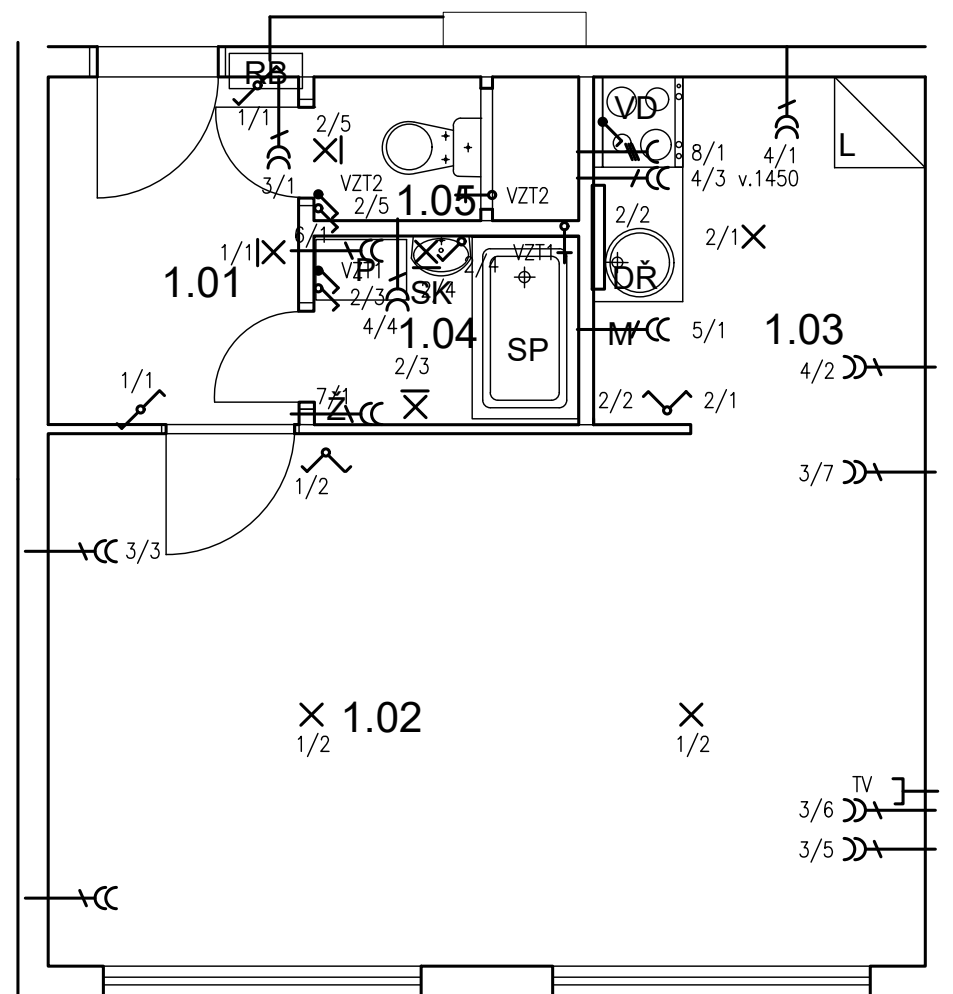 RB
1/1
2/5
3/1
VZT2
2/5
1.05
VZT2
VD
8/1
4/3 v.1450
4/1
L
2/2
2/1
6/1
1/1
1.01
P
VZT1
2/3
4/4
SK
2/4
2/4
VZT1
DŘ
1.04
SP
M
5/1
1.03
4/2
2/3
1/1
7/1
Ž
2/2
2/1
1/2
3/7
3/3
1.02
1/2
1/2
TV
3/6
3/5